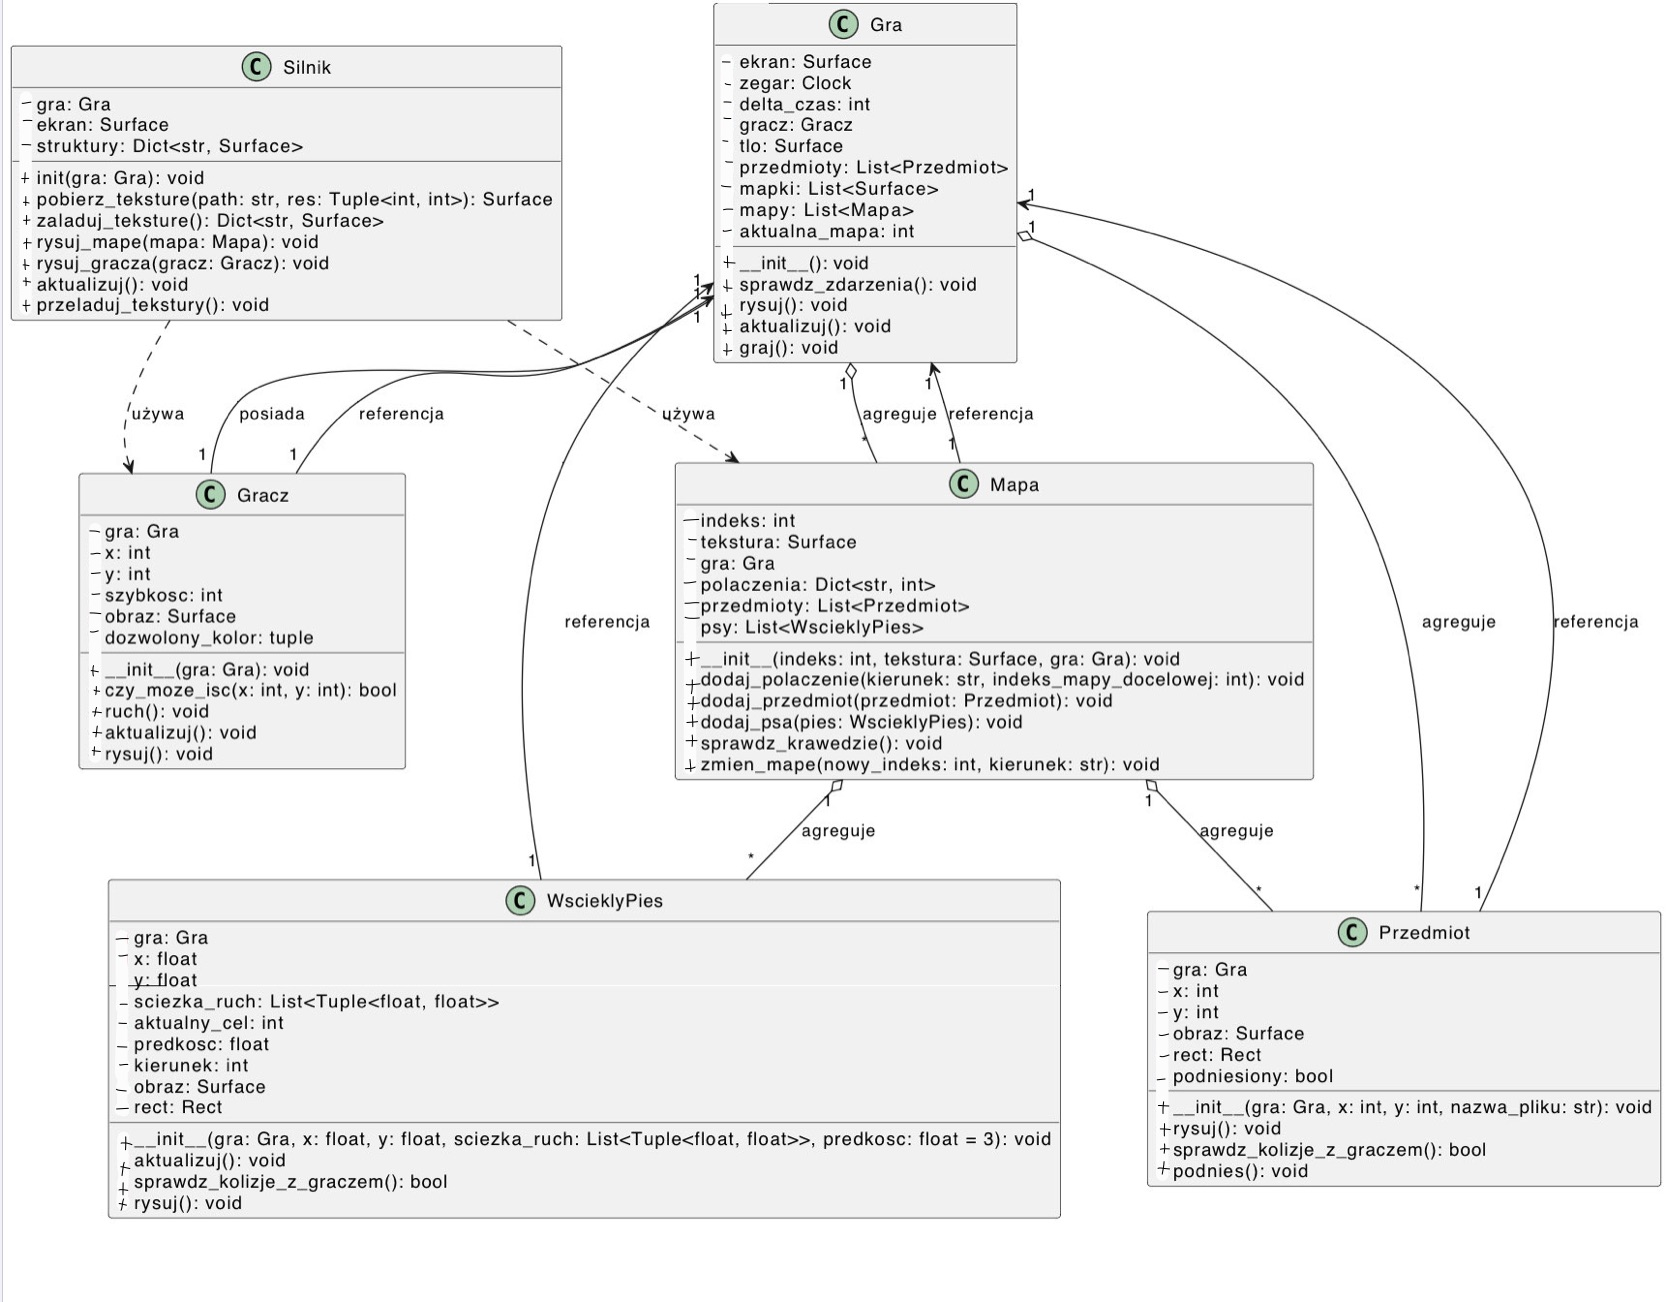 C Gra
- ekran: Surface
- zegar: Clock
- delta_czas: int
- gracz: Gracz
- tlo: Surface
- przedmioty: List<Przedmiot>
- mapki: List<Surface>
- mapy: List<Mapa>
- aktualna_mapa: int
+ __init__(): void
+ sprawdz_zdarzenia(): void
+ rysuj(): void
+ aktualizuj(): void
+ graj(): void
C Silnik
- gra: Gra
- ekran: Surface
- struktury: Dict<str, Surface>
+ init(gra: Gra): void
+ pobierz_teksture(path: str, res: Tuple<int, int>): Surface
+ zaladuj_teksture(): Dict<str, Surface>
+ rysuj_mape(mapa: Mapa): void
+ rysuj_gracza(gracz: Gracz): void
+ aktualizuj(): void
+ przeladuj_tekstury(): void
1
1
1
1
1
1
1
używa
posiada
referencja
używa
agreguje
referencja
1
1
*
1
C Gracz
- gra: Gra
- x: int
- y: int
- szybkosc: int
- obraz: Surface
- dozwolony_kolor: tuple
+ __init__(gra: Gra): void
+ czy_moze_isc(x: int, y: int): bool
+ ruch(): void
+ aktualizuj(): void
+ rysuj(): void
C Mapa
- indeks: int
- tekstura: Surface
- gra: Gra
- polaczenia: Dict<str, int>
- przedmioty: List<Przedmiot>
- psy: List<WscieklyPies>
+ __init__(indeks: int, tekstura: Surface, gra: Gra): void
+ dodaj_polaczenie(kierunek: str, indeks_mapy_docelowej: int): void
+ dodaj_przedmiot(przedmiot: Przedmiot): void
+ dodaj_psa(pies: WscieklyPies): void
+ sprawdz_krawedzie(): void
+ zmien_mape(nowy_indeks: int, kierunek: str): void
referencja
agreguje
referencja
1
1
agreguje
agreguje
1
*
*
*
1
C WscieklyPies
- gra: Gra
- x: float
y: float
- sciezka_ruch: List<Tuple<float, float>>
- aktualny_cel: int
- predkosc: float
- kierunek: int
- obraz: Surface
- rect: Rect
+ __init__(gra: Gra, x: float, y: float, sciezka_ruch: List<Tuple<float, float>>, predkosc: float = 3): void
+ aktualizuj(): void
+ sprawdz_kolizje_z_graczem(): bool
+ rysuj(): void
C Przedmiot
- gra: Gra
- x: int
- y: int
- obraz: Surface
- rect: Rect
- podniesiony: bool
+ __init__(gra: Gra, x: int, y: int, nazwa_pliku: str): void
+ rysuj(): void
+ sprawdz_kolizje_z_graczem(): bool
+ podnies(): void